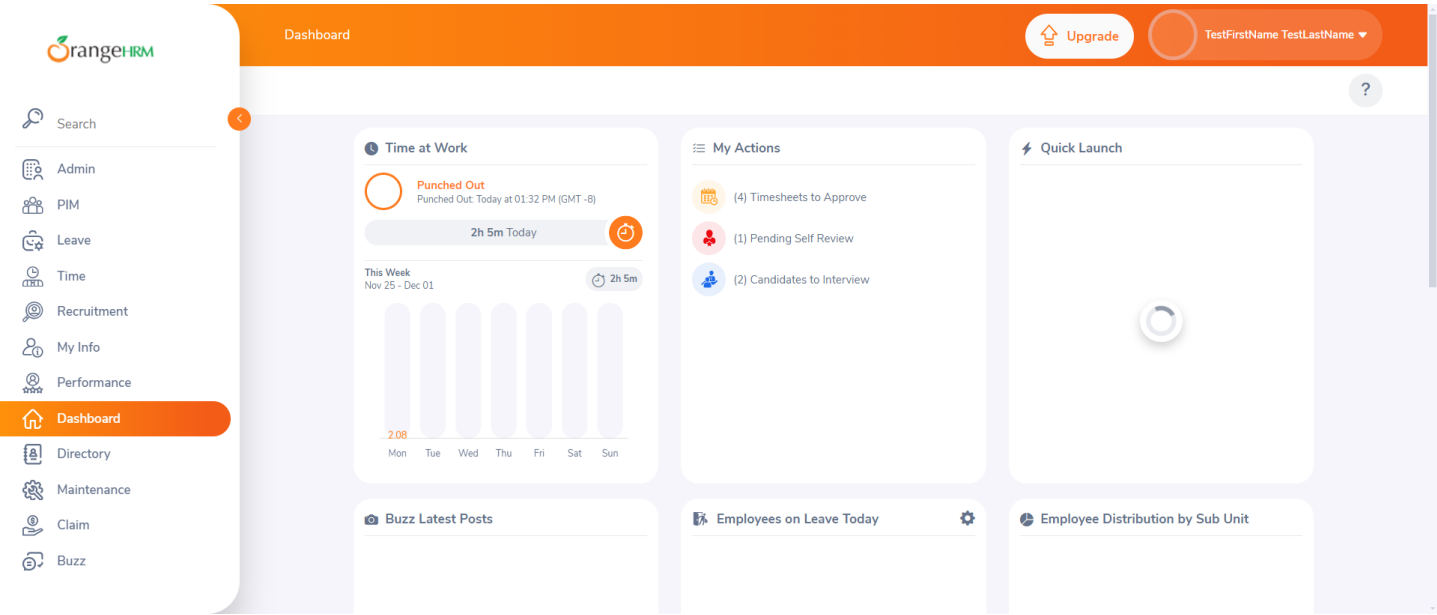 OrangeHRM
Search
Admin
PIM
Leave
Time
Recruitment
My Info
Performance
Dashboard
Directory
Maintenance
Claim
Buzz
Dashboard
Upgrade
TestFirstName TestLastName
?
Time at Work
Punched Out
Punched Out: Today at 01:32 PM (GMT -8)
2h 5m Today
This Week
Nov 25 - Dec 01
2h 5m
2.08
Mon Tue Wed Thu Fri Sat Sun
My Actions
(4) Timesheets to Approve
(1) Pending Self Review
(2) Candidates to Interview
Quick Launch
Buzz Latest Posts
Employees on Leave Today
Employee Distribution by Sub Unit